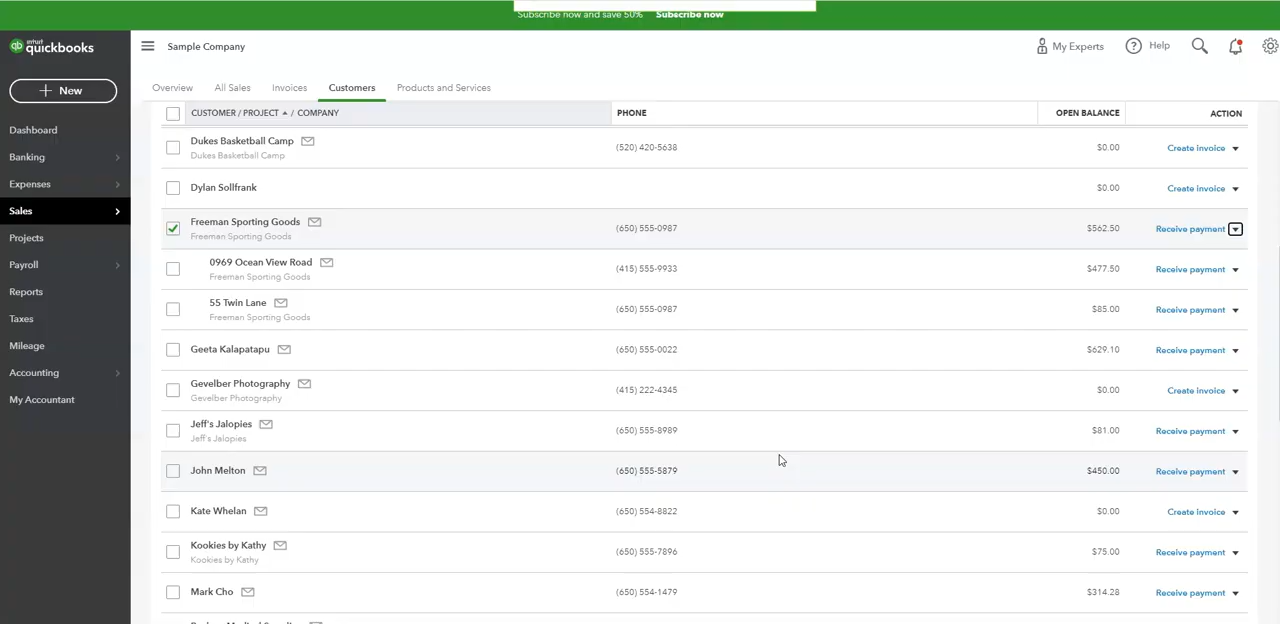 Subscribe now and save 50% Subscribe now
intuit quickbooks Sample Company My Experts Help
New
Overview All Sales Invoices Customers Products and Services
CUSTOMER / PROJECT / COMPANY PHONE OPEN BALANCE ACTION
Dashboard
Banking
Expenses
Sales
Projects
Payroll
Reports
Taxes
Mileage
Accounting
My Accountant
Dukes Basketball Camp (520) 420-5638 $0.00 Create invoice
Dukes Basketball Camp
Dylan Sollfrank $0.00 Create invoice
Freeman Sporting Goods (650) 555-0987 $562.50 Receive payment
Freeman Sporting Goods
0969 Ocean View Road (415) 555-9933 $477.50 Receive payment
Freeman Sporting Goods
55 Twin Lane (650) 555-0987 $85.00 Receive payment
Freeman Sporting Goods
Geeta Kalapatapu (650) 555-0022 $629.10 Receive payment
Gevelber Photography (415) 222-4345 $0.00 Create invoice
Gevelber Photography
Jeff's Jalopies (650) 555-8989 $81.00 Receive payment
Jeff's Jalopies
John Melton (650) 555-5879 $450.00 Receive payment
Kate Whelan (650) 554-8822 $0.00 Create invoice
Kookies by Kathy (650) 555-7896 $75.00 Receive payment
Kookies by Kathy
Mark Cho (650) 554-1479 $314.28 Receive payment